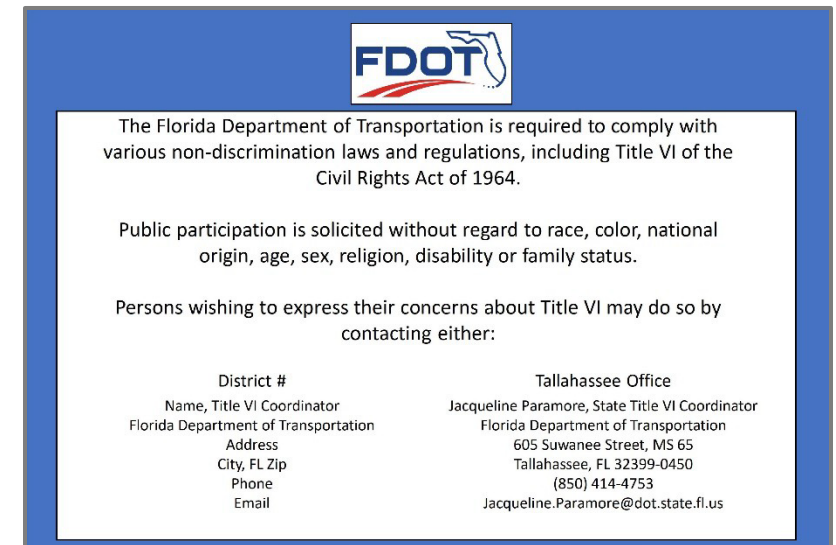 FDOT
The Florida Department of Transportation is required to comply with
various non-discrimination laws and regulations, including Title VI of the
Civil Rights Act of 1964.
Public participation is solicited without regard to race, color, national
origin, age, sex, religion, disability or family status.
Persons wishing to express their concerns about Title VI may do so by
contacting either:
District #
Name, Title VI Coordinator
Florida Department of Transportation
Address
City, FL Zip
Phone
Email
Tallahassee Office
Jacqueline Paramore, State Title VI Coordinator
Florida Department of Transportation
605 Suwanee Street, MS 65
Tallahassee, FL 32399-0450
(850) 414-4753
Jacqueline.Paramore@dot.state.fl.us